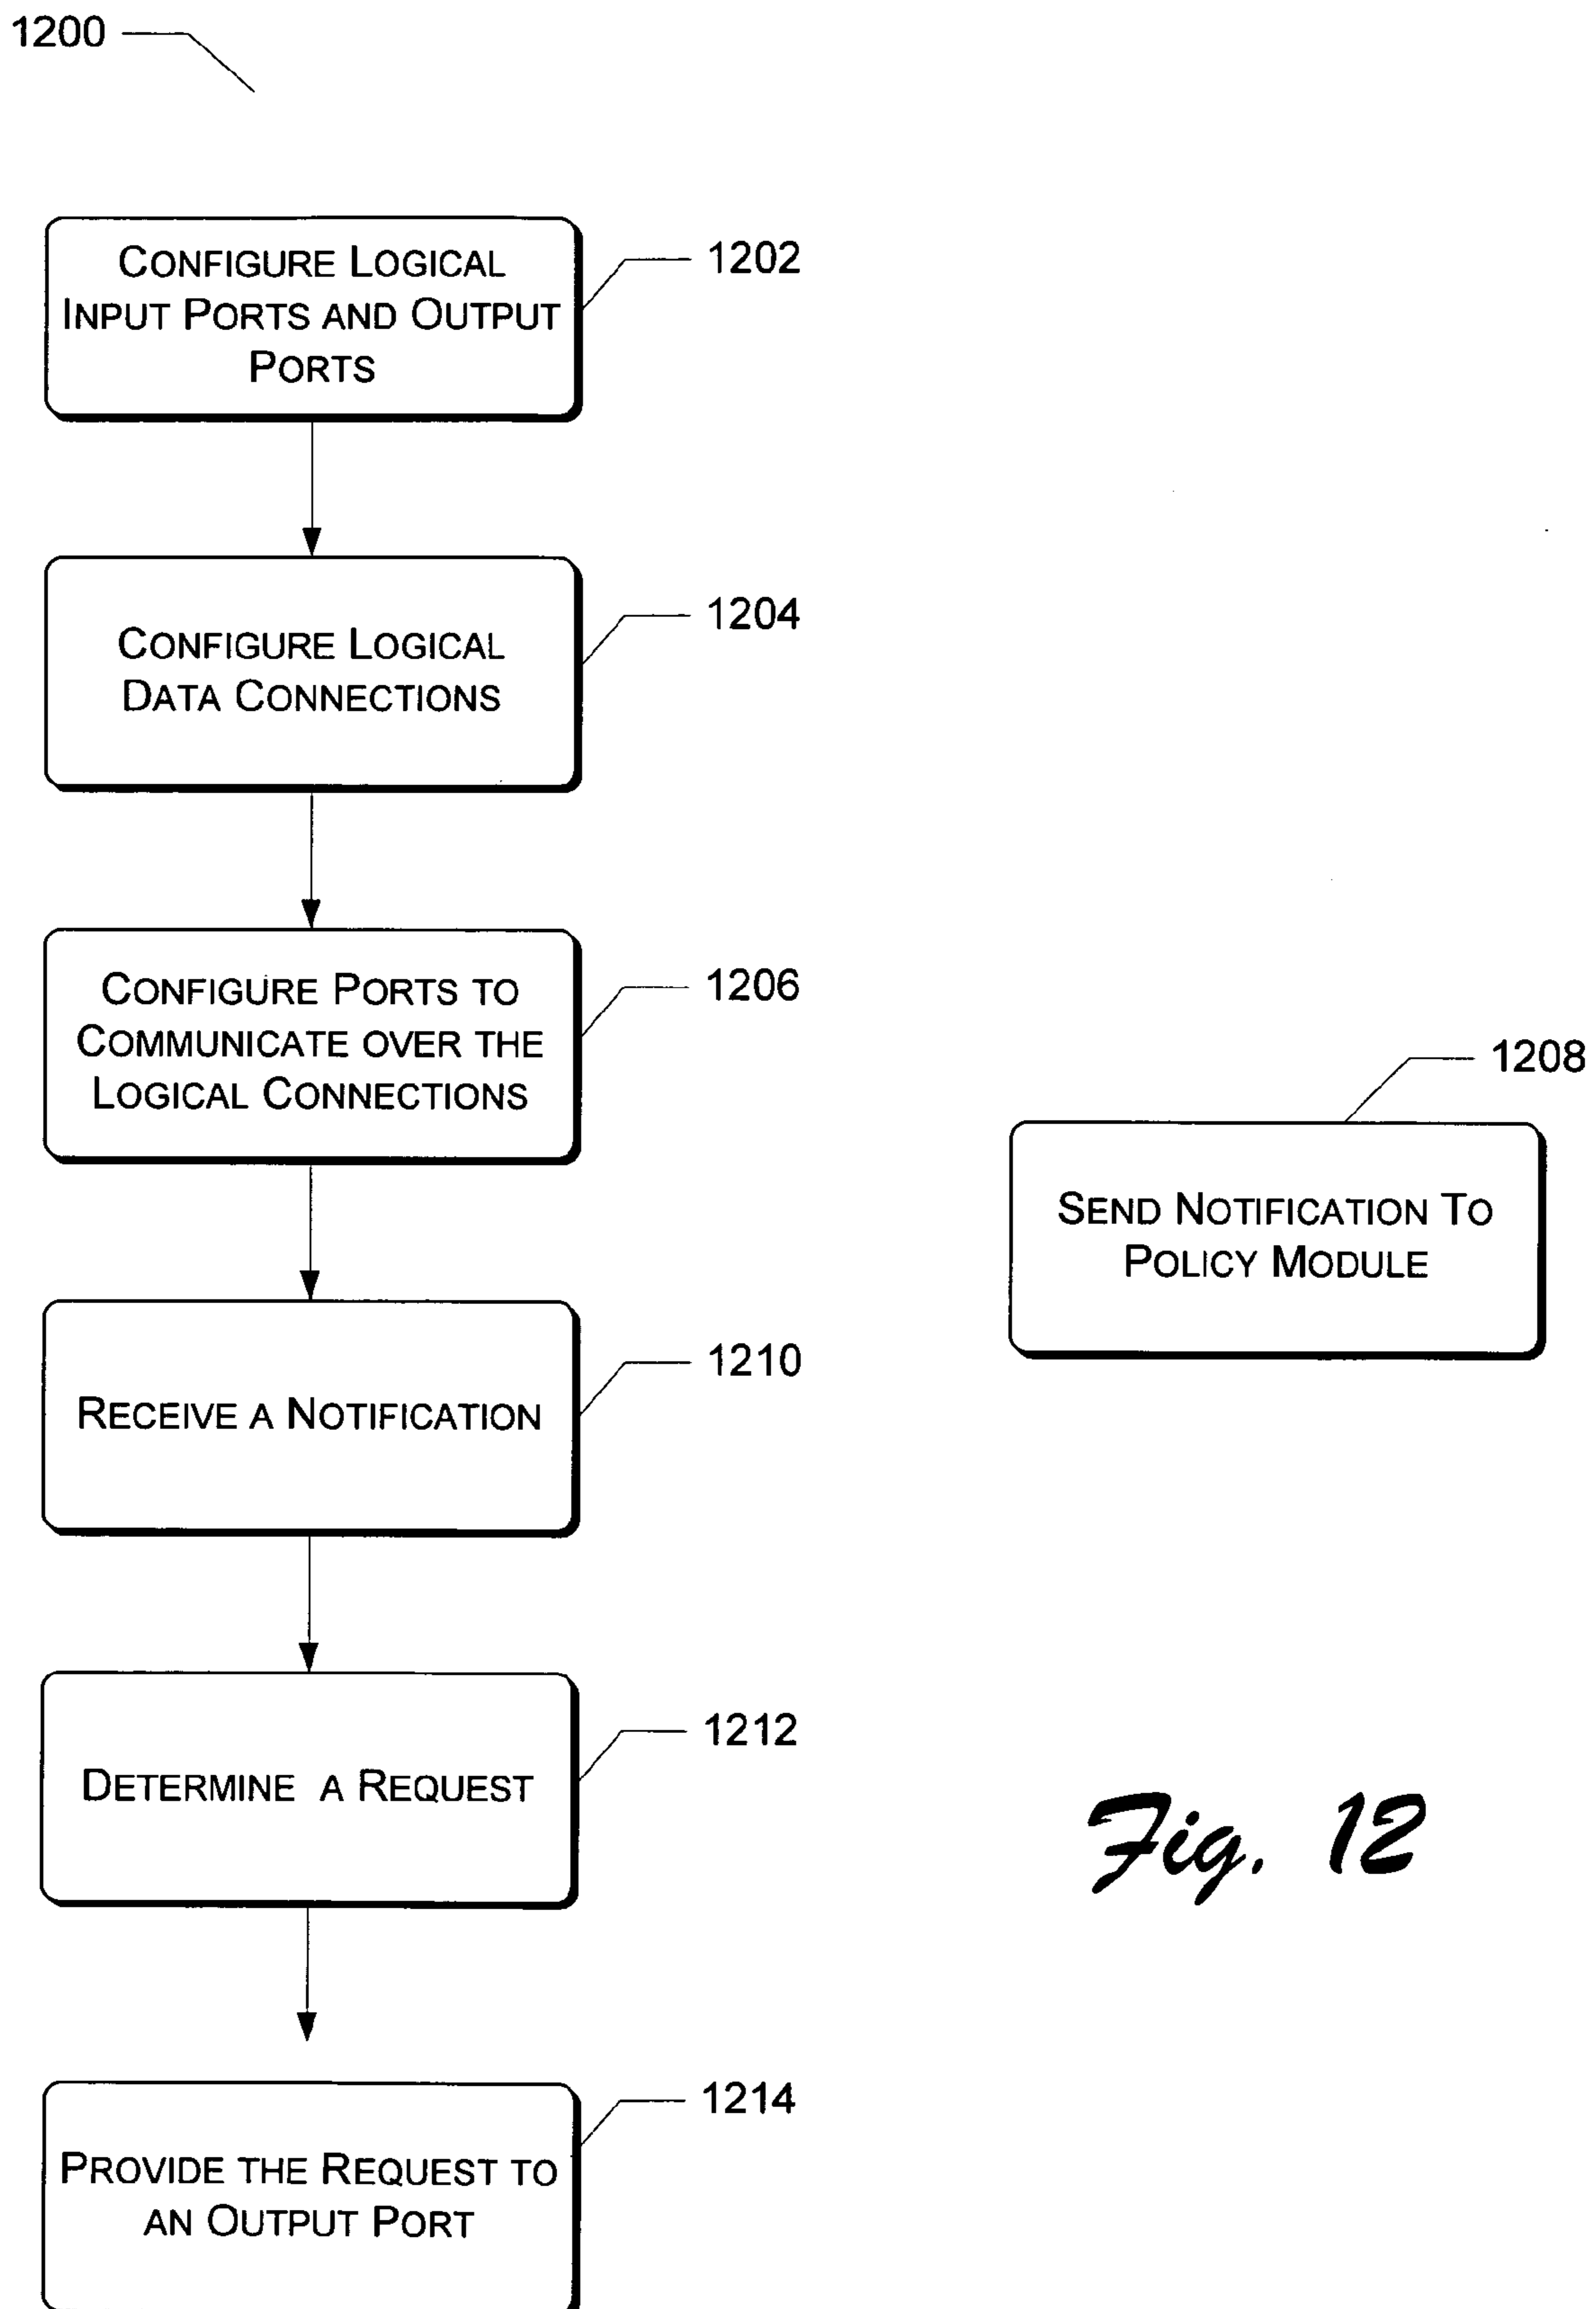 1200
CONFIGURE LOGICAL
INPUT PORTS AND OUTPUT
PORTS
1202
CONFIGURE LOGICAL
DATA CONNECTIONS
1204
CONFIGURE PORTS TO
COMMUNICATE OVER THE
LOGICAL CONNECTIONS
1206
1208
SEND NOTIFICATION TO
POLICY MODULE
RECEIVE A NOTIFICATION
1210
DETERMINE A REQUEST
1212
Fig. 12
PROVIDE THE REQUEST TO
AN OUTPUT PORT
1214